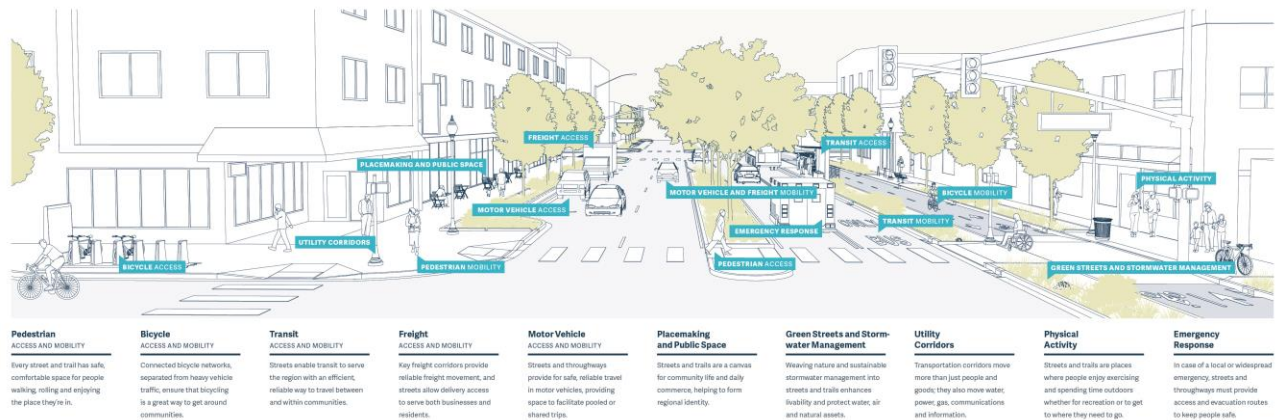 FREIGHT ACCESS
TRANSIT ACCESS
PLACEMAKING AND PUBLIC SPACE
PHYSICAL ACTIVITY
MOTOR VEHICLE AND FREIGHT MOBILITY
BICYCLE MOBILITY
MOTOR VEHICLE ACCESS
TRANSIT MOBILITY
EMERGENCY RESPONSE
UTILITY CORRIDORS
BICYCLE ACCESS
PEDESTRIAN MOBILITY
PEDESTRIAN ACCESS
GREEN STREETS AND STORMWATER MANAGEMENT
Pedestrian
ACCESS AND MOBILITY
Every street and trail has safe,
comfortable space for people
walking, rolling and enjoying
the place they're in.
Bicycle
ACCESS AND MOBILITY
Connected bicycle networks,
separated from heavy vehicle
traffic, ensure that bicycling
is a great way to get around
communities.
Transit
ACCESS AND MOBILITY
Streets enable transit to serve
the region with an efficient,
reliable way to travel between
and within communities.
Freight
ACCESS AND MOBILITY
Key freight corridors provide
reliable freight movement, and
streets allow delivery access
to serve both businesses and
residents.
Motor Vehicle
ACCESS AND MOBILITY
Streets and throughways
provide for safe, reliable travel
in motor vehicles, providing
space to facilitate pooled or
shared trips.
Placemaking
and Public Space
Streets and trails are a canvas
for community life and daily
commerce, helping to form
regional identity.
Green Streets and Storm-
water Management
Weaving nature and sustainable
stormwater management into
streets and trails enhances
livability and protect water, air
and natural assets.
Utility
Corridors
Transportation corridors move
more than just people and
goods; they also move water,
power, gas, communications
and information.
Physical
Activity
Streets and trails are places
where people enjoy exercising
and spending time outdoors
whether for recreation or to get
to where they need to go.
Emergency
Response
In case of a local or widespread
emergency, streets and
throughways must provide
access and evacuation routes
to keep people safe.